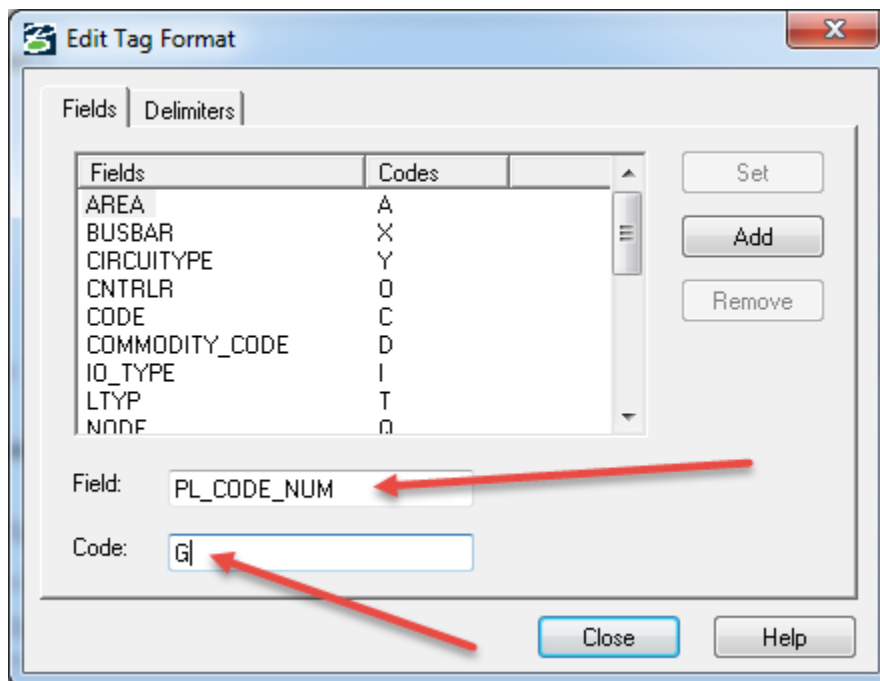 Edit Tag Format
Fields Delimiters
Fields Codes
AREA A
BUSBAR X
CIRCUITYPE Y
CNTRLR O
CODE C
COMMODITY_CODE D
IO_TYPE I
LTYP T
NODE
Set
Add
Remove
Field: PL_CODE_NUM
Code: G
Close Help